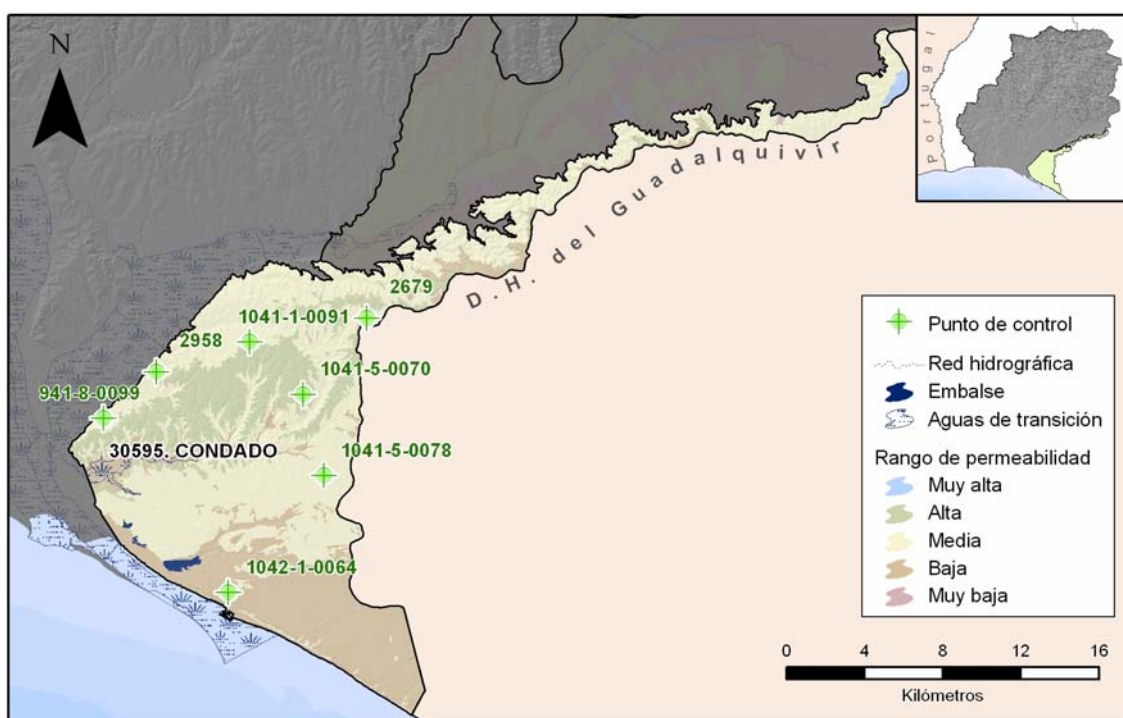 N
Portugal
D.H. del Guadalquivir
2679
1041-1-0091
2958
1041-5-0070
941-8-0099
30595. CONDADO
1041-5-0078
1042-1-0064
Punto de control
Red hidrográfica
Embalse
Aguas de transición
Rango de permeabilidad
Muy alta
Alta
Media
Baja
Muy baja
0 4 8 12 16
Kilómetros